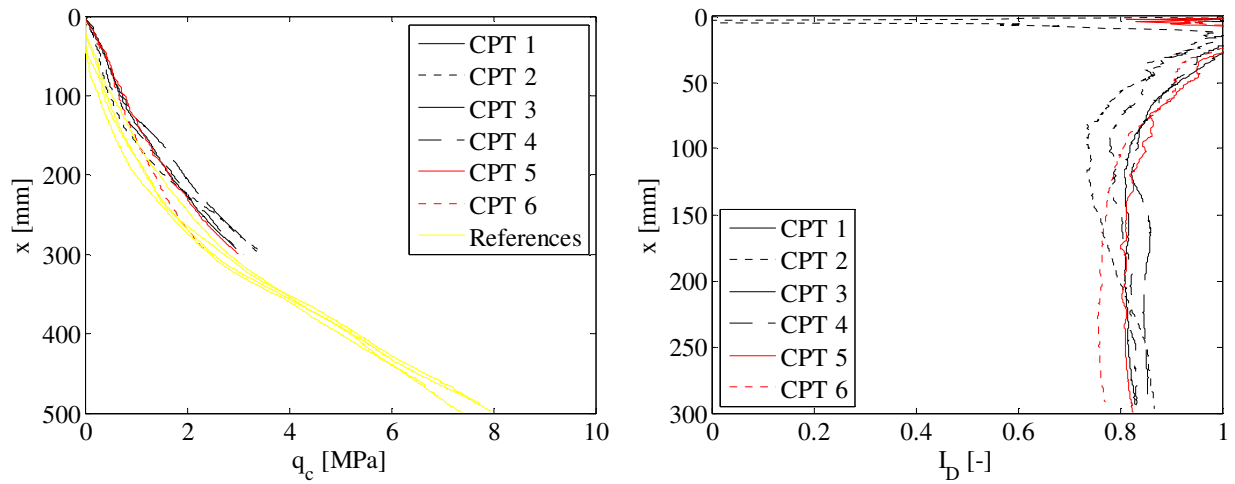 0
100
200
300
400
500
x [mm]
0
2
4
6
8
10
q_c [MPa]
CPT 1
CPT 2
CPT 3
CPT 4
CPT 5
CPT 6
References
0
50
100
150
200
250
300
x [mm]
0
0.2
0.4
0.6
0.8
1
I_D [-]
CPT 1
CPT 2
CPT 3
CPT 4
CPT 5
CPT 6